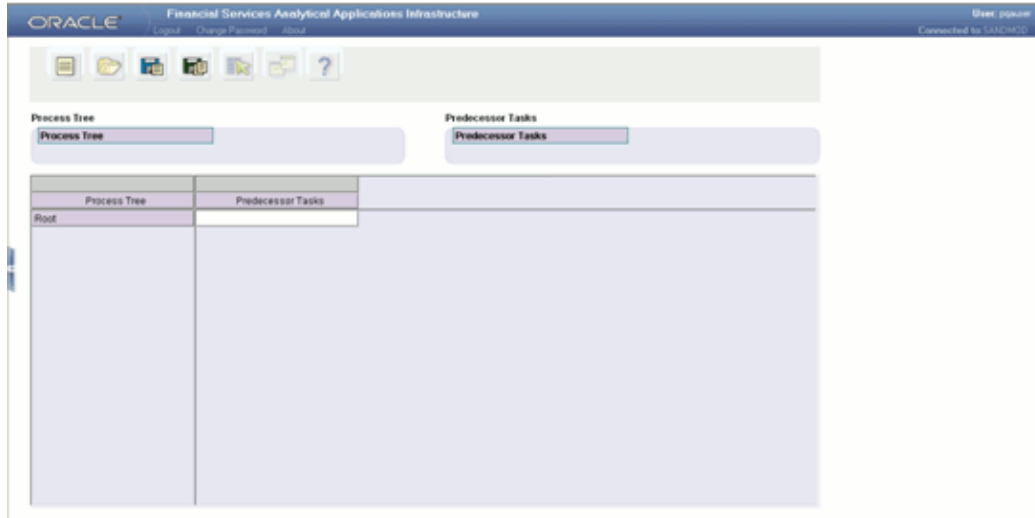 ORACLE
Financial Services Analytical Applications Infrastructure
Logout Change Password About
User:
Connected to: SANDMOD
Process Tree
Predecessor Tasks
Process Tree
Predecessor Tasks
Process Tree
Predecessor Tasks
Root